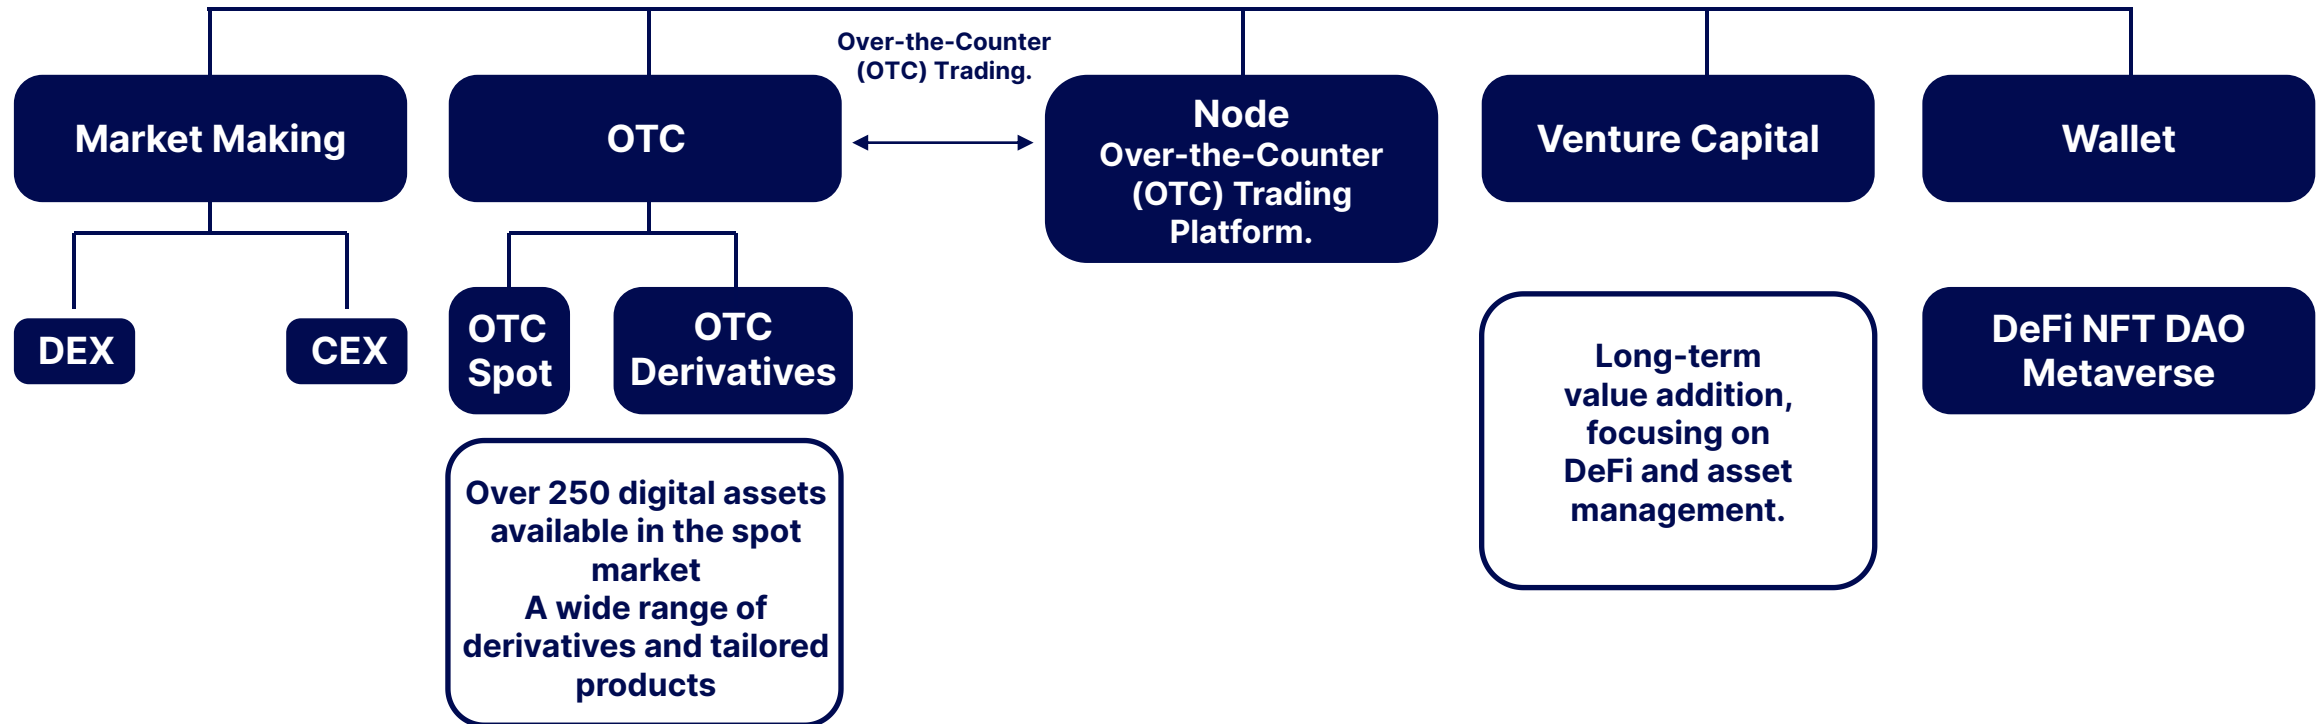 Over-the-Counter
(OTC) Trading.
Market Making
OTC
Node
Over-the-Counter
(OTC) Trading
Platform.
Venture Capital
Wallet
DEX
CEX
OTC
Spot
OTC
Derivatives
Over 250 digital assets
available in the spot
market
A wide range of
derivatives and tailored
products
Long-term
value addition,
focusing on
DeFi and asset
management.
DeFi NFT DAO
Metaverse